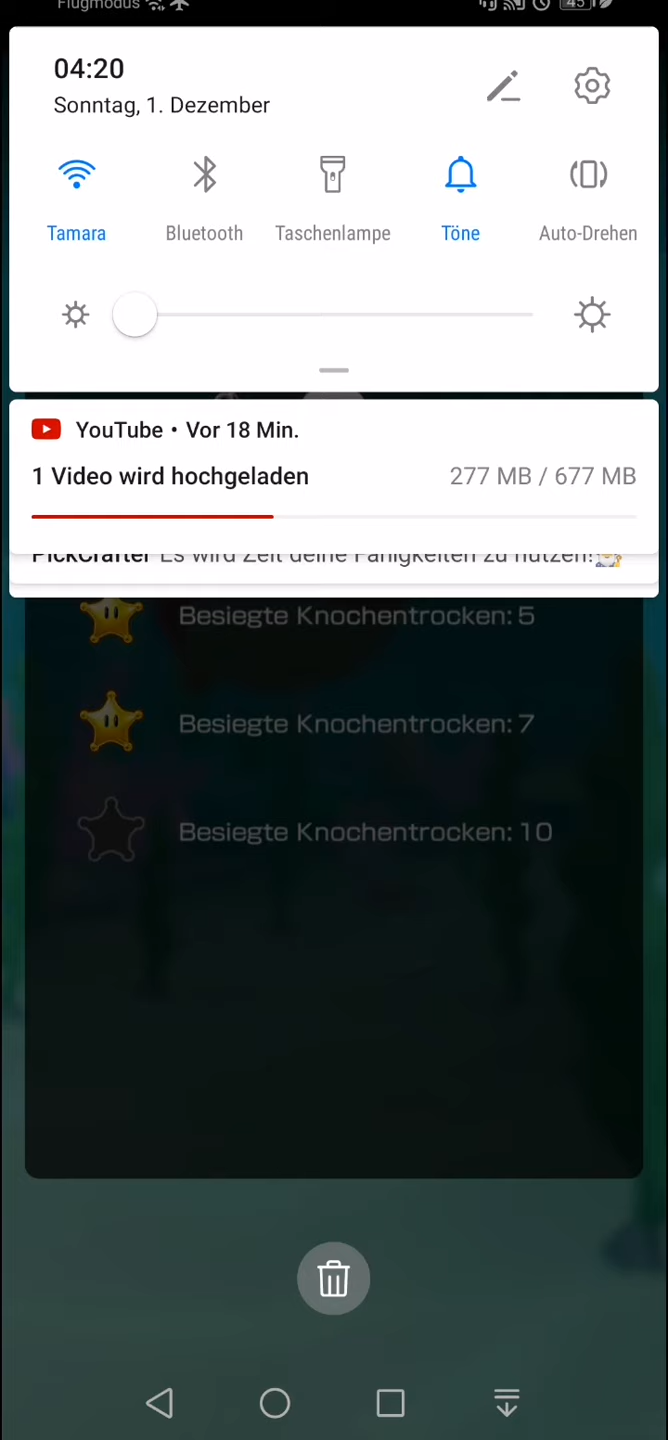 Flugmodus
45
04:20
Sonntag, 1. Dezember
Tamara Bluetooth Taschenlampe Töne Auto-Drehen
YouTube • Vor 18 Min.
1 Video wird hochgeladen 277 MB / 677 MB
PickCrafter Es wird Zeit deine Fähigkeiten zu nutzen!
Besiegte Knochentrocken: 5
Besiegte Knochentrocken: 7
Besiegte Knochentrocken: 10